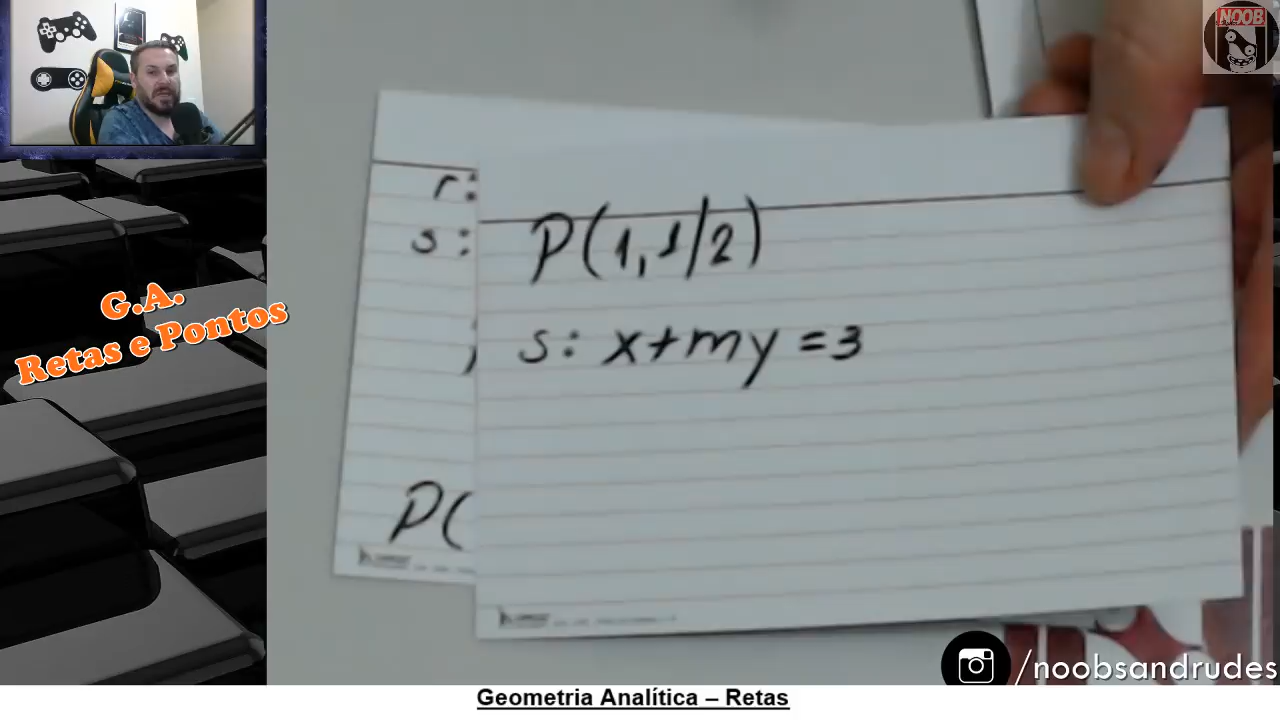 NOOB
G.A.
Retas e Pontos
r:
s:
P(1,1/2)
s: x+my=3
P(
/noobsandrudes
Geometria Analítica – Retas